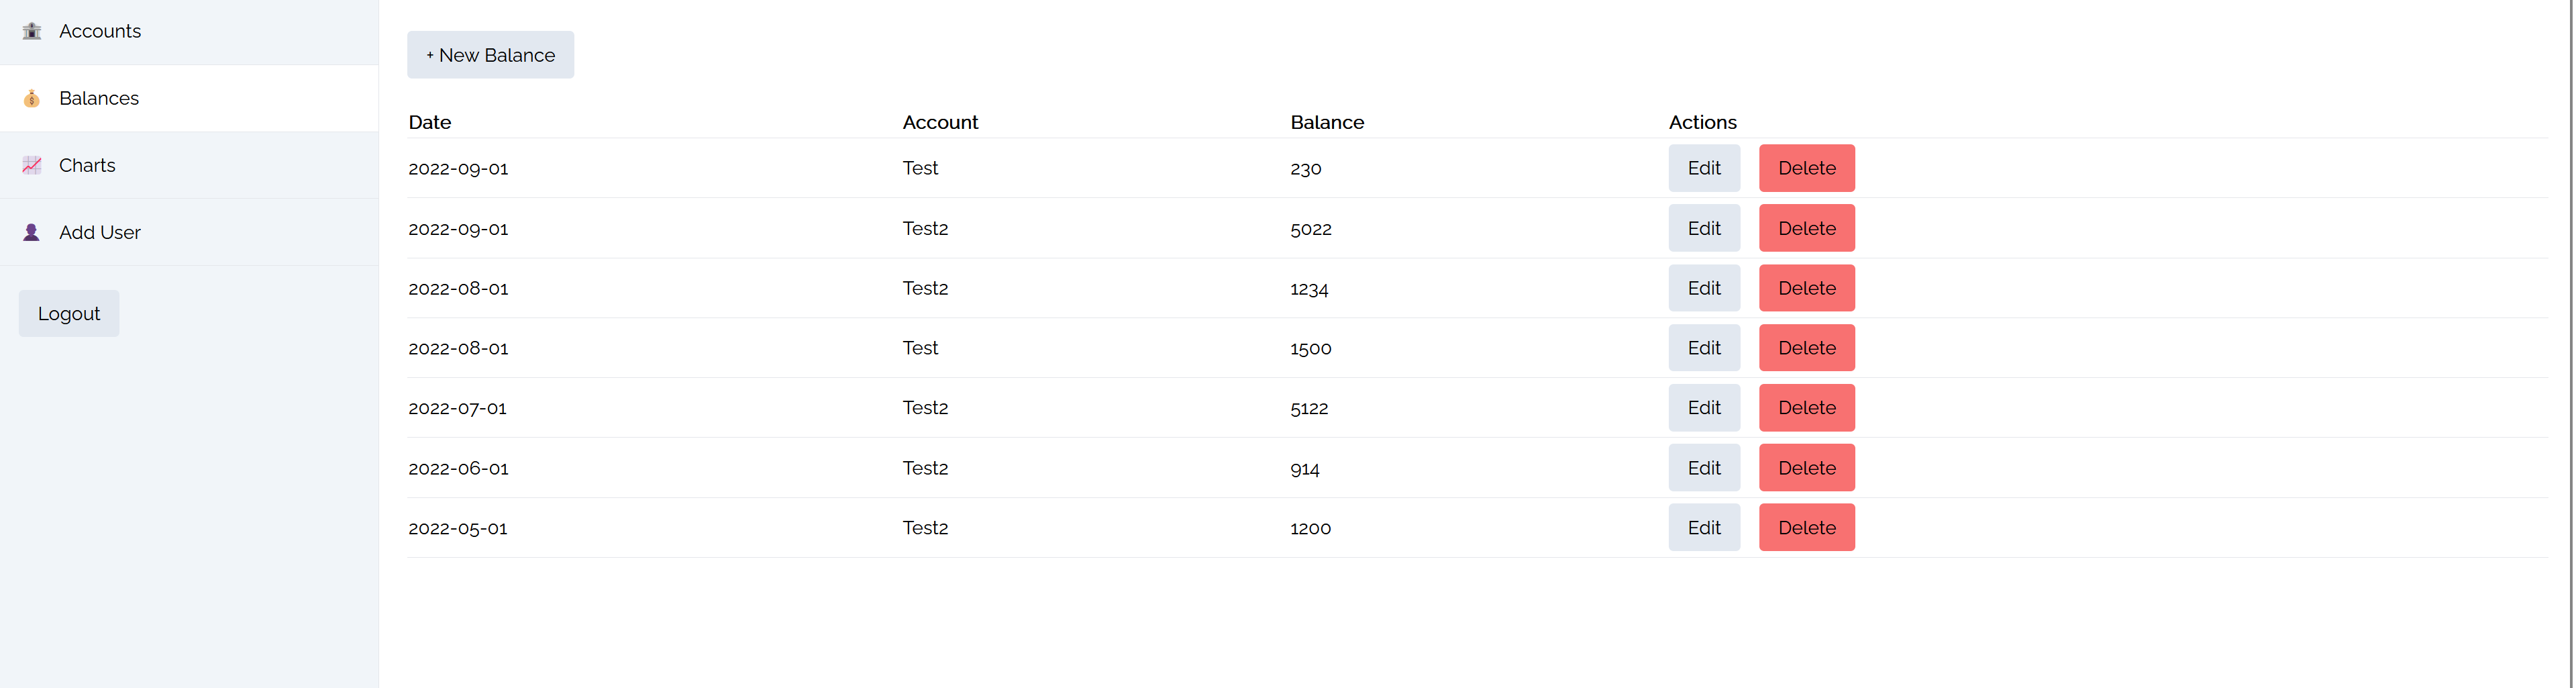 Accounts
Balances
Charts
Add User
Logout
+ New Balance
Date Account Balance Actions
2022-09-01 Test 230 Edit Delete
2022-09-01 Test2 5022 Edit Delete
2022-08-01 Test2 1234 Edit Delete
2022-08-01 Test 1500 Edit Delete
2022-07-01 Test2 5122 Edit Delete
2022-06-01 Test2 914 Edit Delete
2022-05-01 Test2 1200 Edit Delete